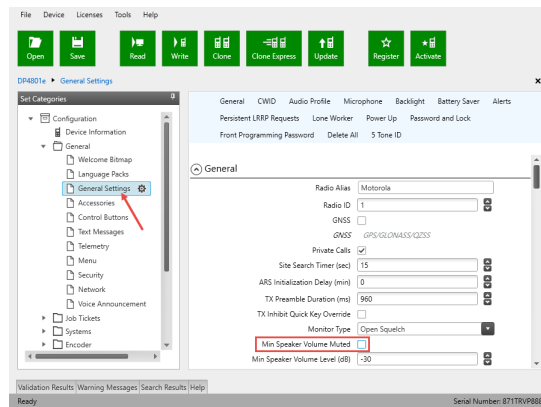 File Device Licenses Tools Help
Open Save Read Write Clone Clone Express Update Register Activate
DP4801e General Settings
Set Categories
Configuration
Device Information
General
Welcome Bitmap
Language Packs
General Settings
Accessories
Control Buttons
Text Messages
Telemetry
Menu
Security
Network
Voice Announcement
Job Tickets
Systems
Encoder
General CWID Audio Profile Microphone Backlight Battery Saver Alerts
Persistent LRRP Requests Lone Worker Power Up Password and Lock
Front Programming Password Delete All 5 Tone ID
General
Radio Alias Motorola
Radio ID 1
GNSS
GNSS GPS/GLONASS/QZSS
Private Calls
Site Search Timer (sec) 15
ARS Initialization Delay (min) 0
TX Preamble Duration (ms) 960
TX Inhibit Quick Key Override
Monitor Type Open Squelch
Min Speaker Volume Muted
Min Speaker Volume Level (dB) -30
Validation Results Warning Messages Search Results Help
Ready Serial Number: 871TRVP888